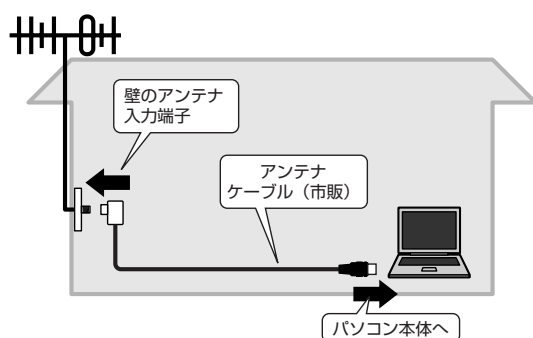 壁のアンテナ
入力端子
アンテナ
ケーブル（市販）
パソコン本体へ